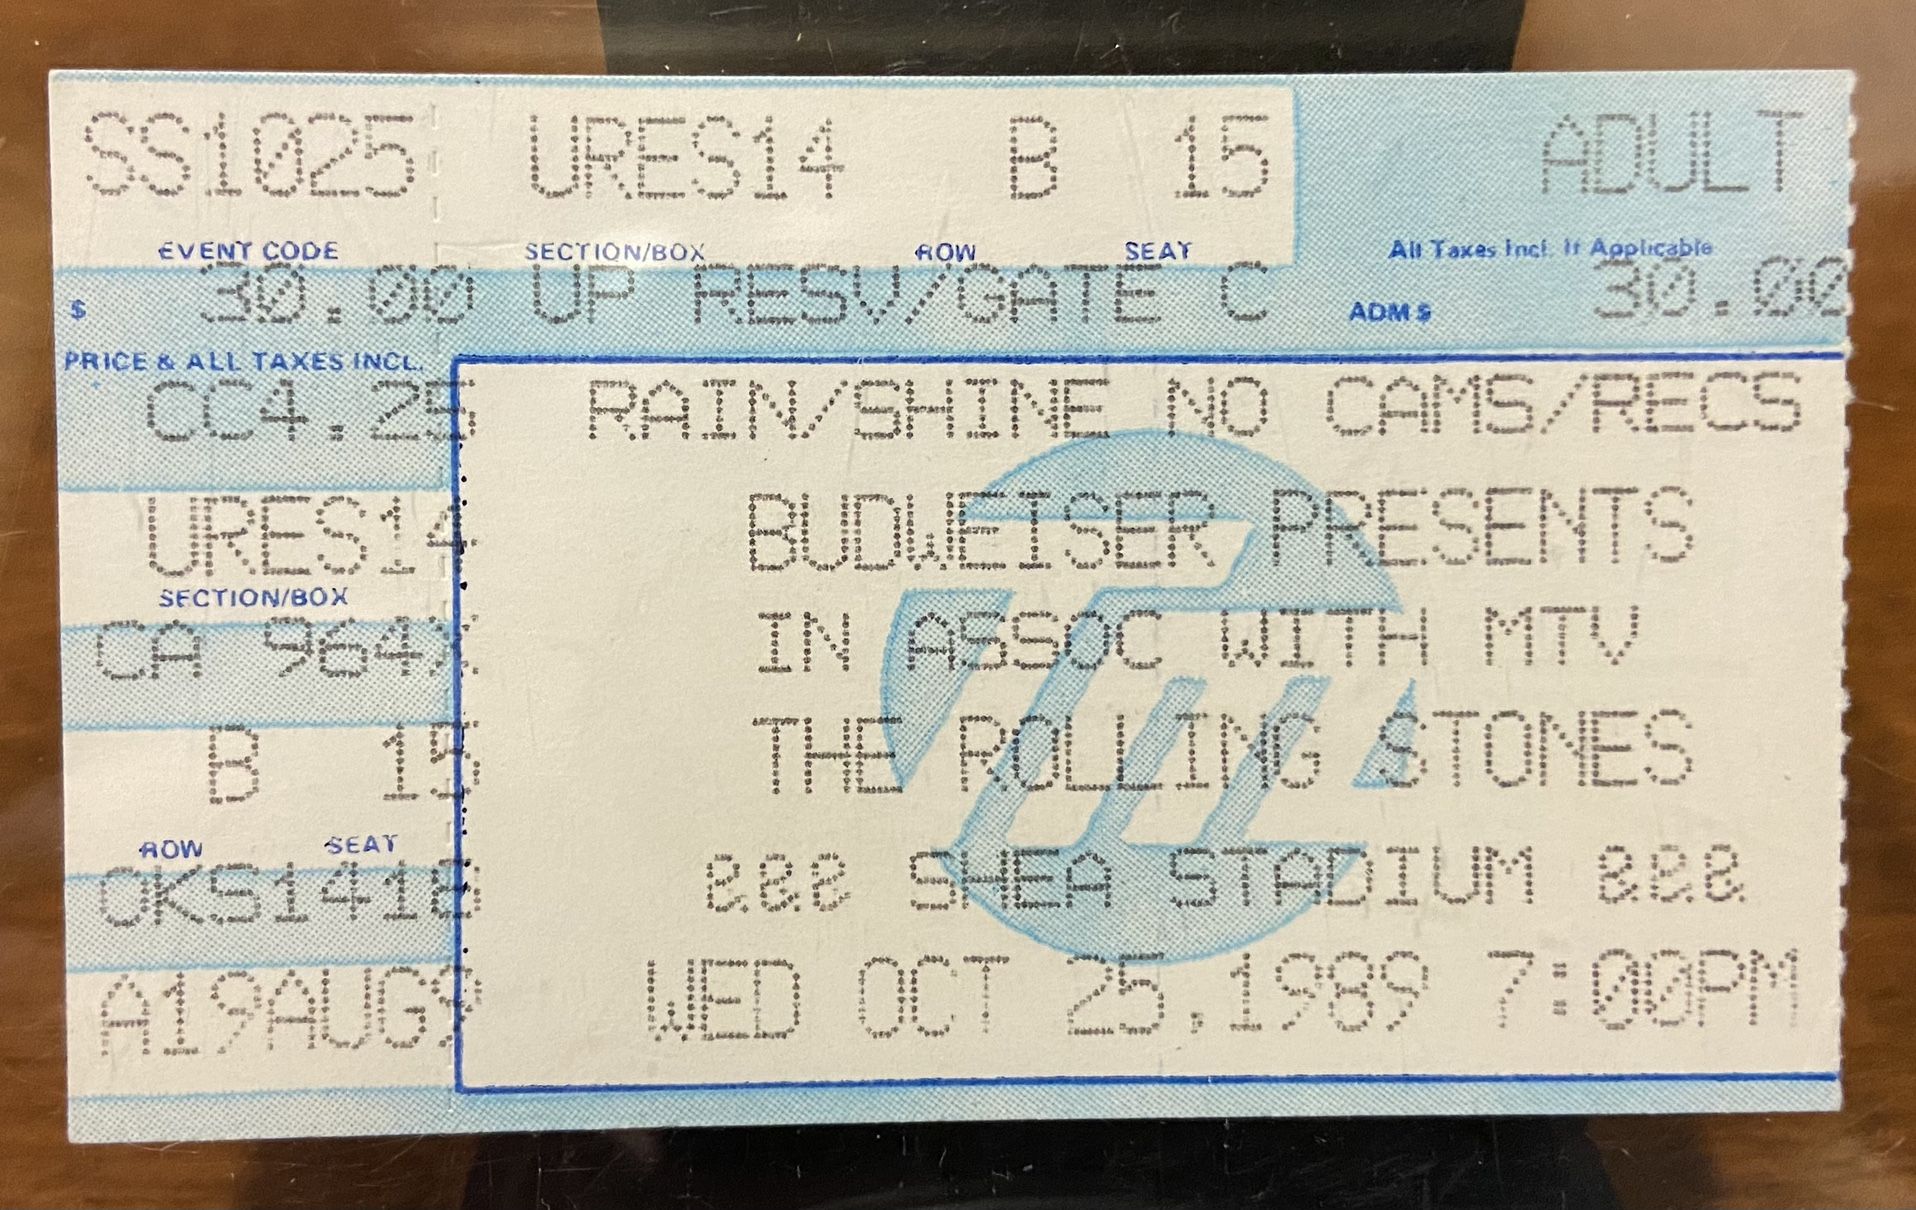 SS1025 URES14 B 15 ADULT
EVENT CODE SECTION/BOX ROW SEAT All Taxes Incl. If Applicable
$ 30.00 UP RESV/GATE C ADM $ 30.00
PRICE & ALL TAXES INCL.
CC4.25 RAIN/SHINE NO CAMS/RECS
URES14 BUDWEISER PRESENTS
SECTION/BOX
CA IN ASSOC WITH MTV
B 15 THE ROLLING STONES
ROW SEAT
&&& SHEA STADIUM &&&
WED OCT 25,1989 7:00PM